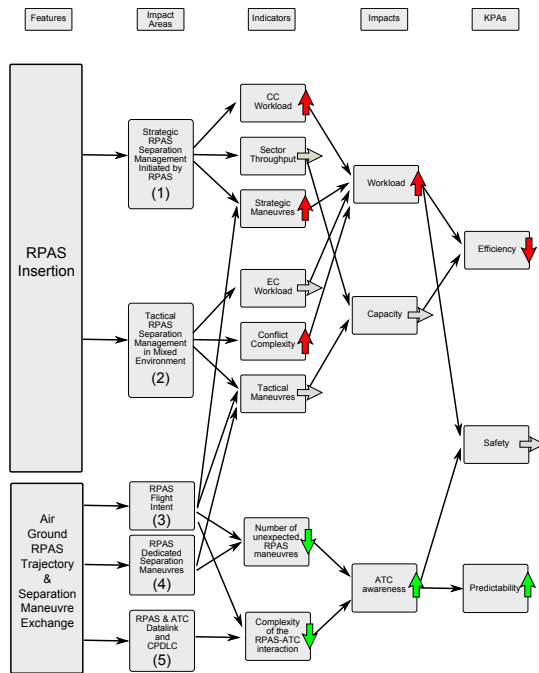 Features
Impact
Areas
Indicators
Impacts
KPAs
RPAS
Insertion
Strategic
RPAS
Separation
Management
Initiated by
RPAS
(1)
Tactical
RPAS
Separation
Management
in Mixed
Environment
(2)
CC
Workload
Sector
Throughput
Strategic
Maneuvres
EC
Workload
Conflict
Complexity
Tactical
Maneuvres
Workload
Capacity
Efficiency
Safety
Air
Ground
RPAS
Trajectory
&
Separation
Maneuvre
Exchange
RPAS
Flight
Intent
(3)
RPAS
Dedicated
Separation
Maneuvres
(4)
RPAS & ATC
Datalink
and
CPDLC
(5)
Number of
unexpected
RPAS
maneuvres
Complexity
of the
RPAS-ATC
interaction
ATC
awareness
Predictability